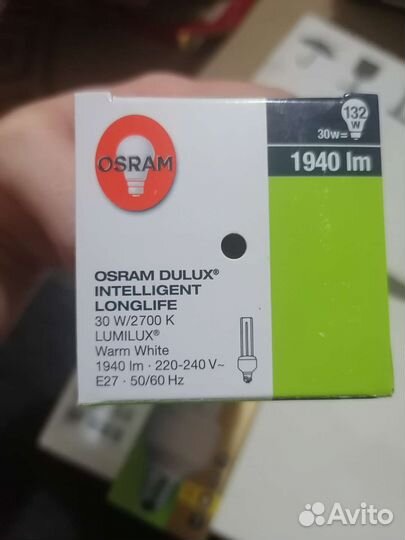 OSRAM
132
W
30w=
1940 lm
OSRAM DULUX®
INTELLIGENT
LONGLIFE
30 W/2700 K
LUMILUX®
Warm White
1940 lm · 220-240 V~
E27 · 50/60 Hz
Avito